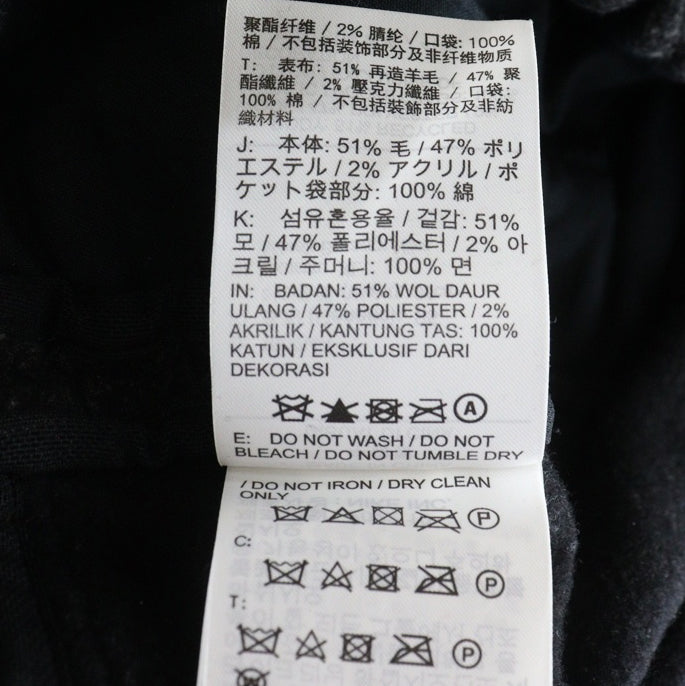 聚酯纤维 / 2% 腈纶 / 口袋: 100%
棉 / 不包括装饰部分及非纤维物质
T: 表布: 51% 再造羊毛 / 47% 聚
酯纖維 / 2% 壓克力纖維 / 口袋:
100% 棉 / 不包括裝飾部分及非紡
織材料
J: 本体: 51% 毛 / 47% ポリ
エステル / 2% アクリル / ポ
ケット袋部分: 100% 綿
K: 섬유혼용율 / 겉감: 51%
모 / 47% 폴리에스터 / 2% 아
크릴 / 주머니: 100% 면
IN: BADAN: 51% WOL DAUR
ULANG / 47% POLIESTER / 2%
AKRILIK / KANTUNG TAS: 100%
KATUN / EKSKLUSIF DARI
DEKORASI
A
E: DO NOT WASH / DO NOT
BLEACH / DO NOT TUMBLE DRY
/ DO NOT IRON / DRY CLEAN
ONLY
P
C:
P
T:
P